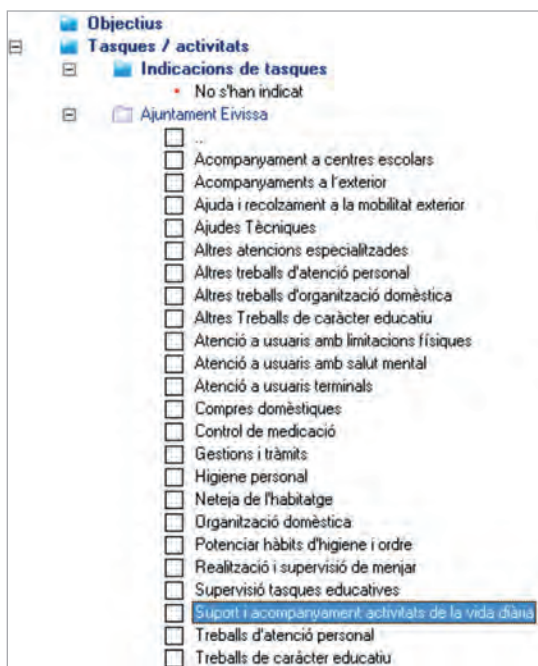 Objectius
Tasques / activitats
Indicacions de tasques
No s'han indicat
Ajuntament Eivissa
..
Acompanyament a centres escolars
Acompanyaments a l'exterior
Ajuda i recolzament a la mobilitat exterior
Ajudes Tècniques
Altres atencions especialitzades
Altres treballs d'atenció personal
Altres treballs d'organització domèstica
Altres Treballs de caràcter educatiu
Atenció a usuaris amb limitacions físiques
Atenció a usuaris amb salut mental
Atenció a usuaris terminals
Compres domèstiques
Control de medicació
Gestions i tràmits
Higiene personal
Neteja de l'habitatge
Organització domèstica
Potenciar hàbits d'higiene i ordre
Realització i supervisió de menjar
Supervisió tasques educatives
Suport i acompanyament activitats de la vida diària
Treballs d'atenció personal
Treballs de caràcter educatiu